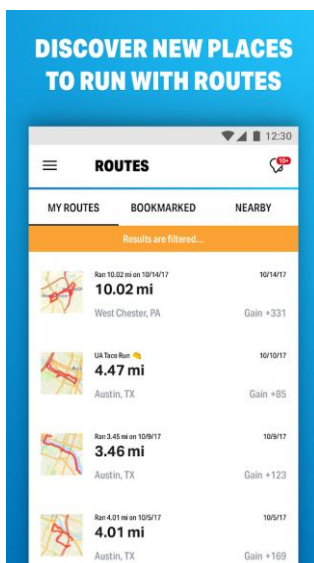 DISCOVER NEW PLACES
TO RUN WITH ROUTES
12:30
ROUTES
10+
MY ROUTES BOOKMARKED NEARBY
Results are filtered...
Ran 10.02 mi on 10/14/17 10/14/17
10.02 mi
West Chester, PA Gain +331
UA Taco Run 🌮 10/10/17
4.47 mi
Austin, TX Gain +85
Ran 3.45 mi on 10/9/17 10/9/17
3.46 mi
Austin, TX Gain +123
Ran 4.01 mi on 10/5/17 10/5/17
4.01 mi
Austin, TX Gain +169